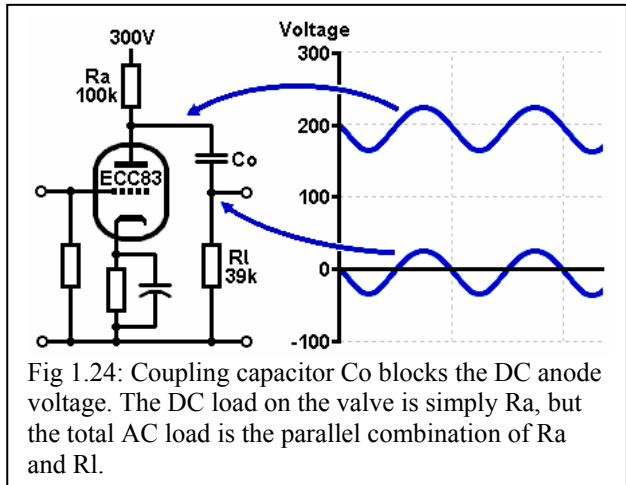 300V
Ra
100k
Co
ECC83
Rl
39k
Voltage
300
200
100
0
-100
Fig 1.24: Coupling capacitor Co blocks the DC anode
voltage. The DC load on the valve is simply Ra, but
the total AC load is the parallel combination of Ra
and Rl.